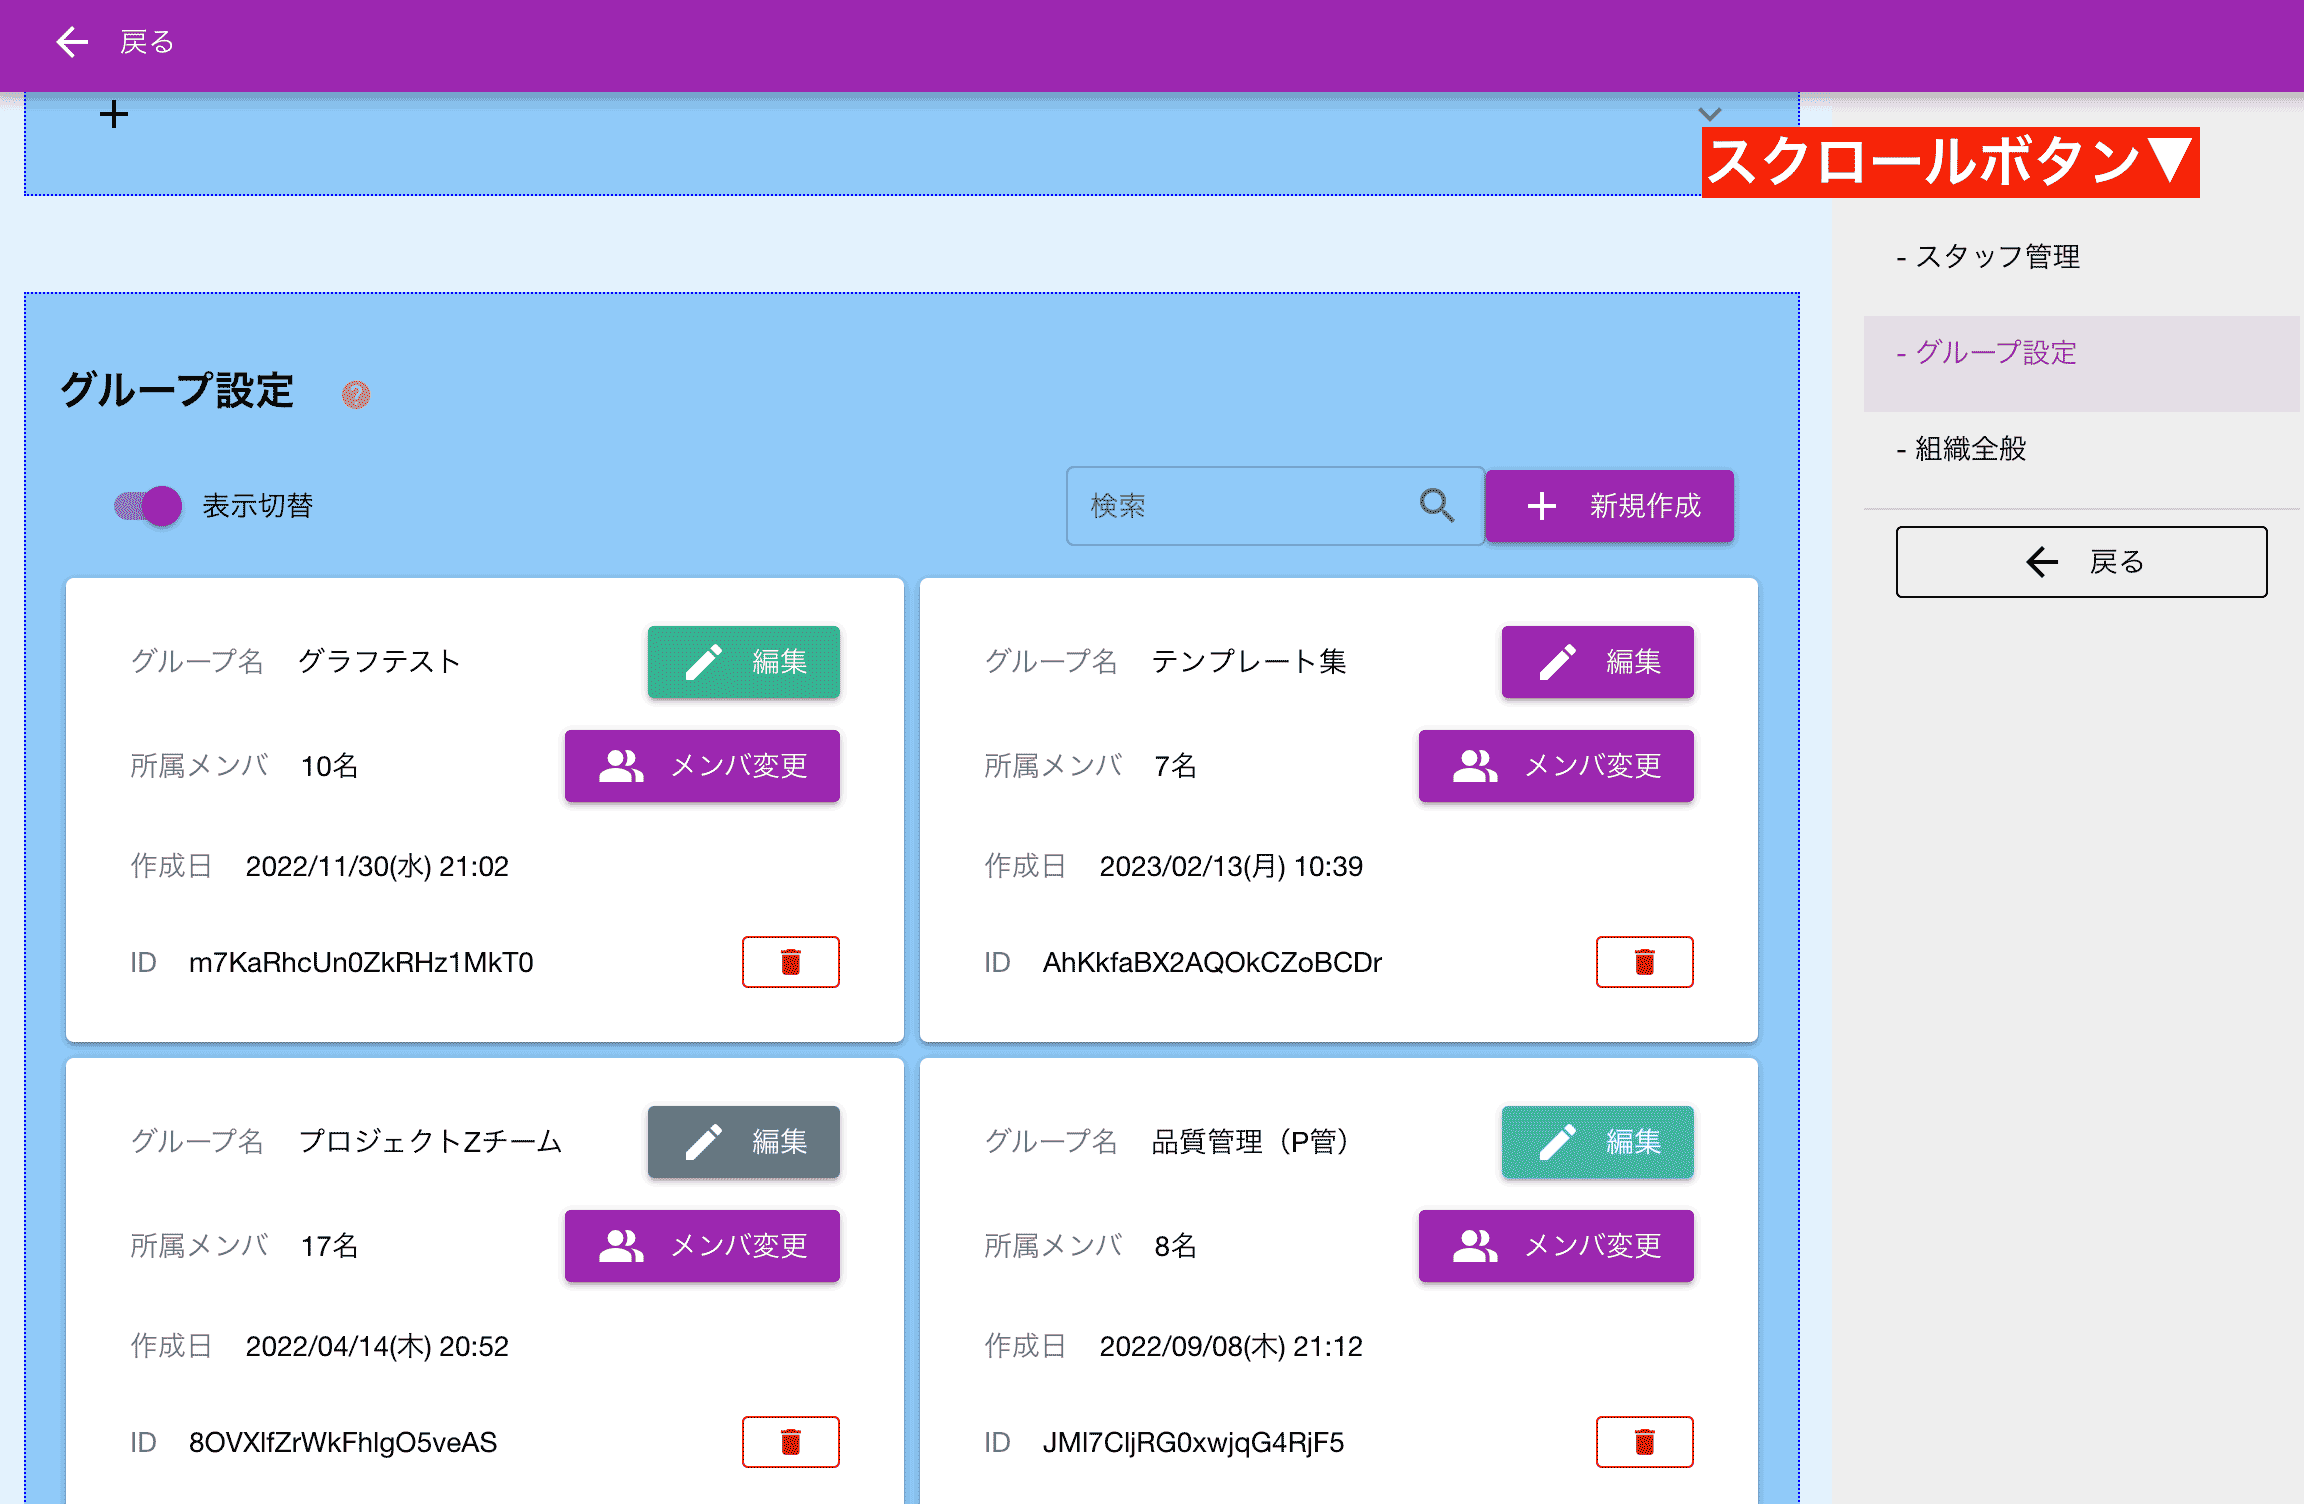 戻る
スクロールボタン▼
- スタッフ管理
- グループ設定
- 組織全般
戻る
グループ設定
表示切替
検索
新規作成
グループ名 グラフテスト 編集
所属メンバ 10名 メンバ変更
作成日 2022/11/30(水) 21:02
ID m7KaRhcUn0ZkRHz1MkT0
グループ名 テンプレート集 編集
所属メンバ 7名 メンバ変更
作成日 2023/02/13(月) 10:39
ID AhKkfaBX2AQOkCZoBCDr
グループ名 プロジェクトZチーム 編集
所属メンバ 17名 メンバ変更
作成日 2022/04/14(木) 20:52
ID 8OVXlfZrWkFhlgO5veAS
グループ名 品質管理（P管） 編集
所属メンバ 8名 メンバ変更
作成日 2022/09/08(木) 21:12
ID JMl7CljRG0xwjqG4RjF5